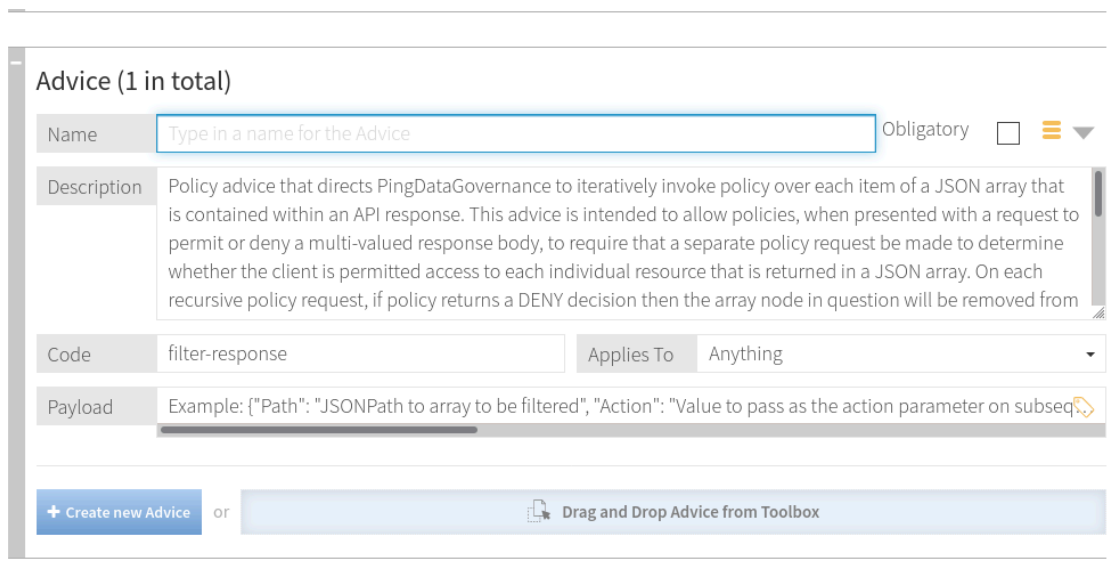 Advice (1 in total)
Name
Type in a name for the Advice
Obligatory
Description
Policy advice that directs PingDataGovernance to iteratively invoke policy over each item of a JSON array that
is contained within an API response. This advice is intended to allow policies, when presented with a request to
permit or deny a multi-valued response body, to require that a separate policy request be made to determine
whether the client is permitted access to each individual resource that is returned in a JSON array. On each
recursive policy request, if policy returns a DENY decision then the array node in question will be removed from
Code
filter-response
Applies To
Anything
Payload
Example: {"Path": "JSONPath to array to be filtered", "Action": "Value to pass as the action parameter on subseq
+ Create new Advice
or
Drag and Drop Advice from Toolbox